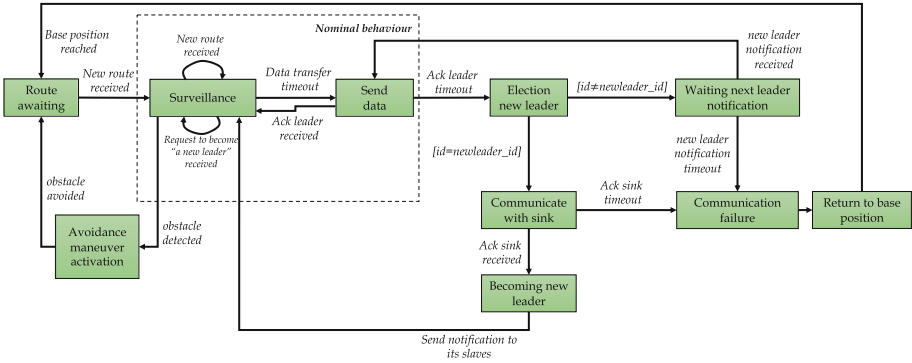 Base position
reached
Nominal behaviour
New route
received
new leader
notification
received
New route
received
Data transfer
timeout
Ack leader
timeout
[id≠newleader_id]
Route
awaiting
Surveillance
Send
data
Election
new leader
Waiting next leader
notification
Ack leader
received
Request to become
"a new leader"
received
[id=newleader_id]
new leader
notification
timeout
obstacle
avoided
Ack sink
timeout
Communicate
with sink
Communication
failure
Return to base
position
Avoidance
maneuver
activation
obstacle
detected
Ack sink
received
Becoming new
leader
Send notification to
its slaves